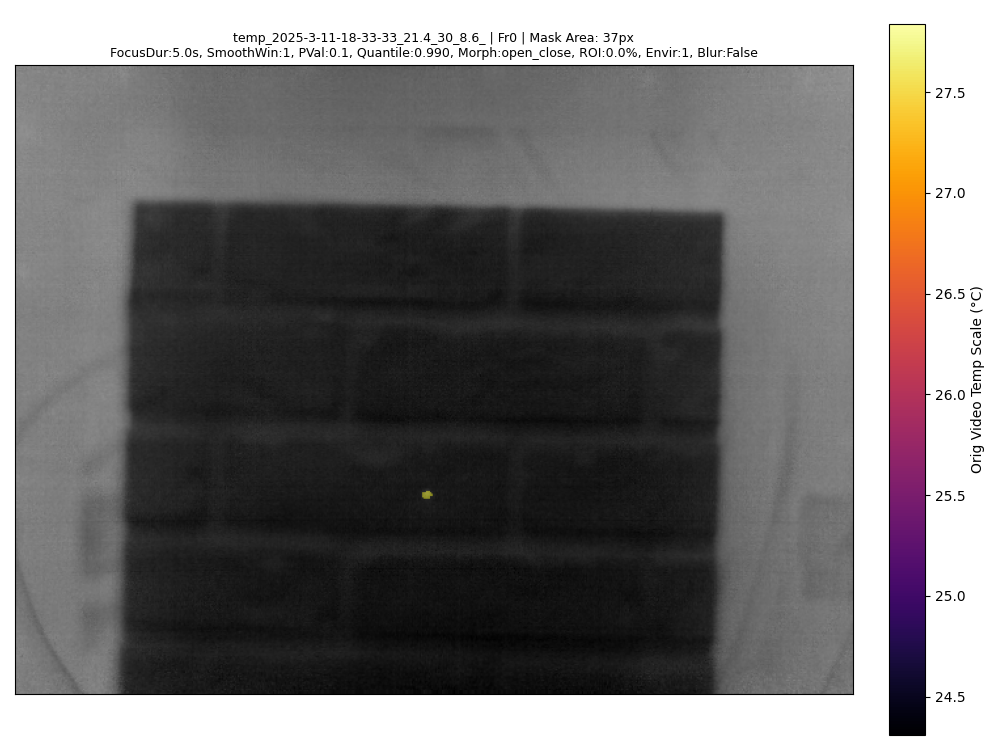 temp_2025-3-11-18-33-33_21.4_30_8.6_ | Fr0 | Mask Area: 37px
FocusDur:5.0s, SmoothWin:1, PVal:0.1, Quantile:0.990, Morph:open_close, ROI:0.0%, Envir:1, Blur:False
27.5
27.0
26.5
26.0
25.5
25.0
24.5
Orig Video Temp Scale (°C)